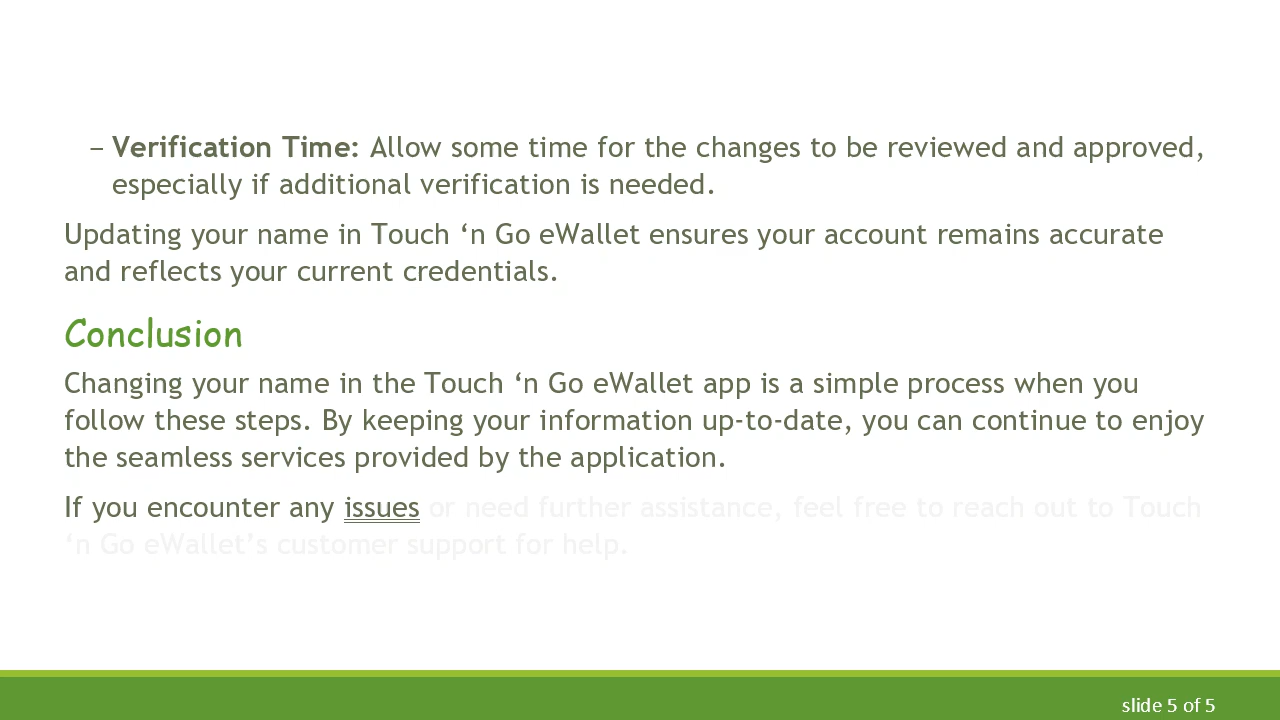 – Verification Time: Allow some time for the changes to be reviewed and approved,
especially if additional verification is needed.
Updating your name in Touch ‘n Go eWallet ensures your account remains accurate
and reflects your current credentials.
Conclusion
Changing your name in the Touch ‘n Go eWallet app is a simple process when you
follow these steps. By keeping your information up-to-date, you can continue to enjoy
the seamless services provided by the application.
If you encounter any issues or need further assistance, feel free to reach out to Touch
‘n Go eWallet’s customer support for help.
slide 5 of 5